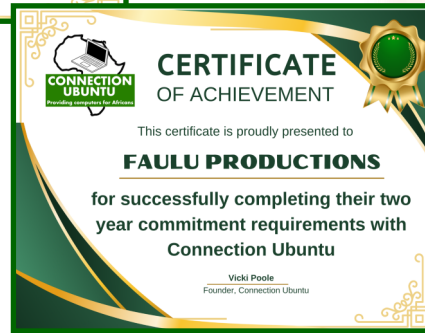 CONNECTION
UBUNTU
Providing computers for Africans
CERTIFICATE
OF ACHIEVEMENT
This certificate is proudly presented to
FAULU PRODUCTIONS
for successfully completing their two
year commitment requirements with
Connection Ubuntu
Vicki Poole
Founder, Connection Ubuntu